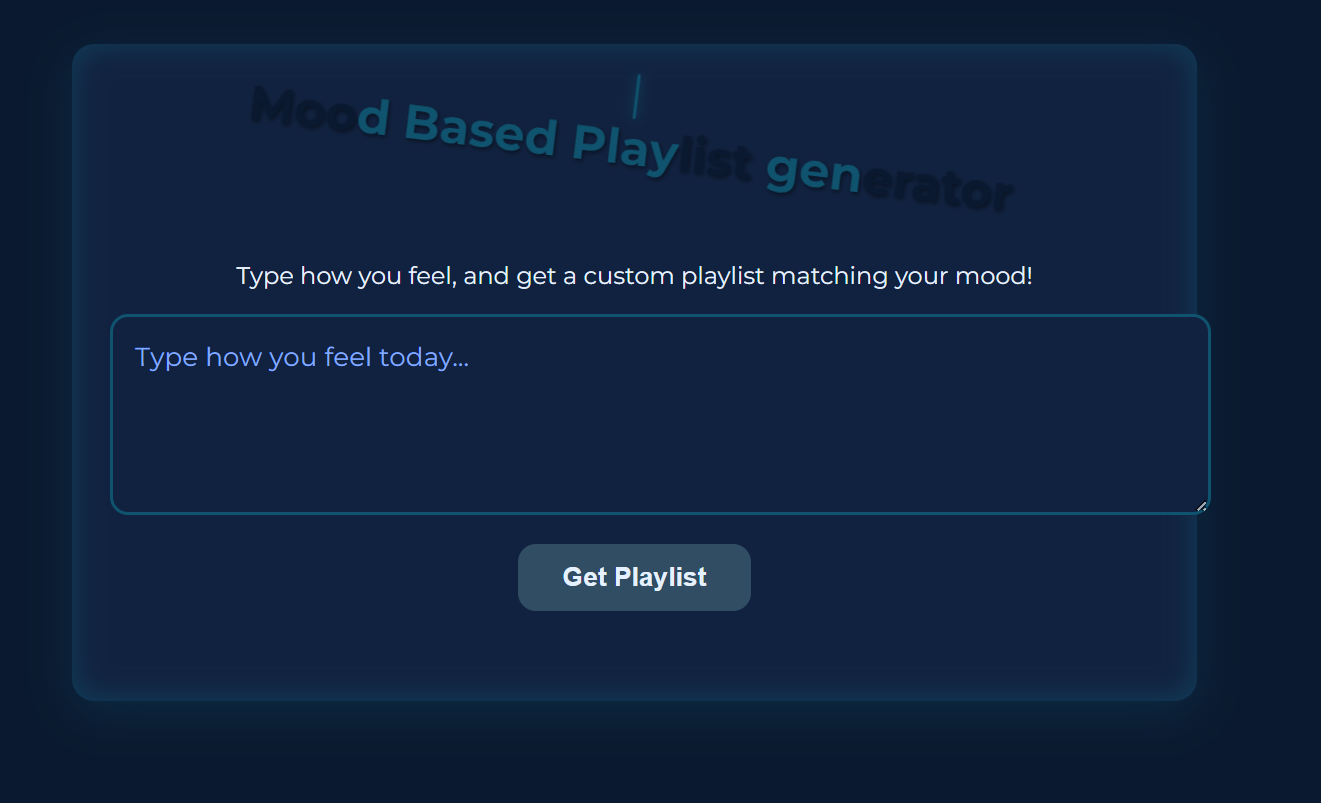 Mood Based Playlist generator
Type how you feel, and get a custom playlist matching your mood!
Type how you feel today...
Get Playlist